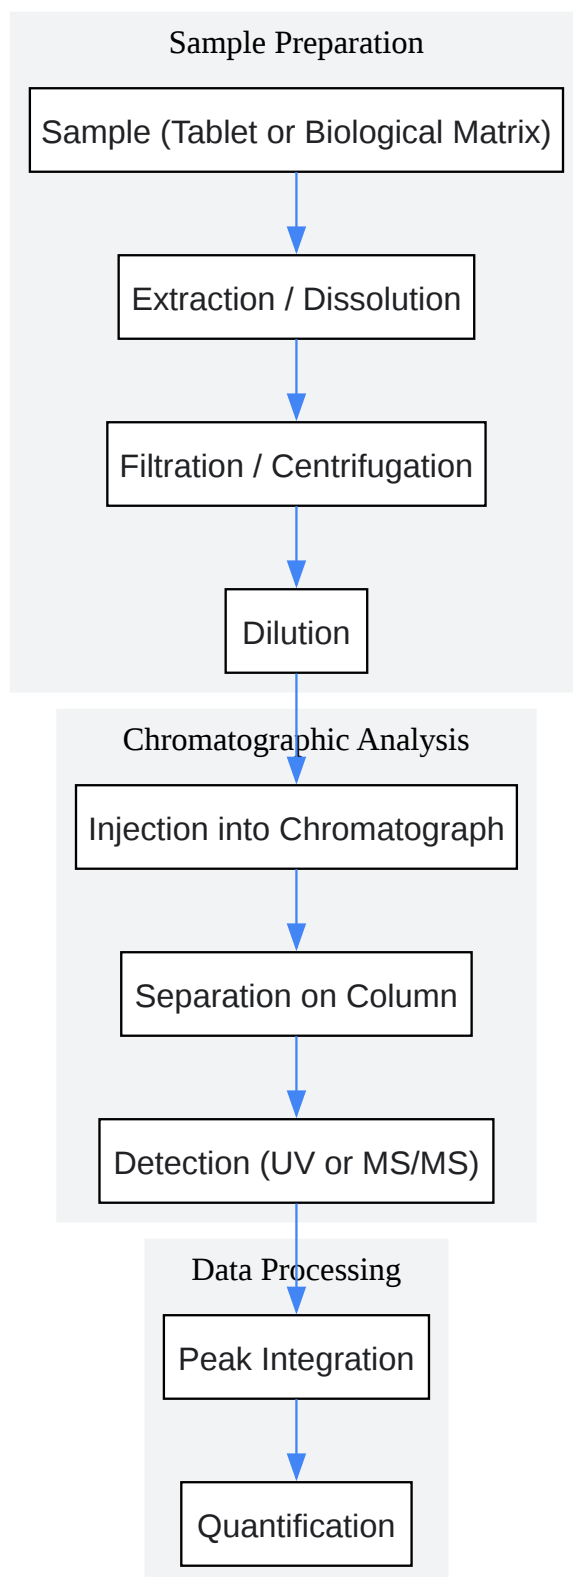 Sample Preparation
Sample (Tablet or Biological Matrix)
Extraction / Dissolution
Filtration / Centrifugation
Dilution
Chromatographic Analysis
Injection into Chromatograph
Separation on Column
Detection (UV or MS/MS)
Data Processing
Peak Integration
Quantification